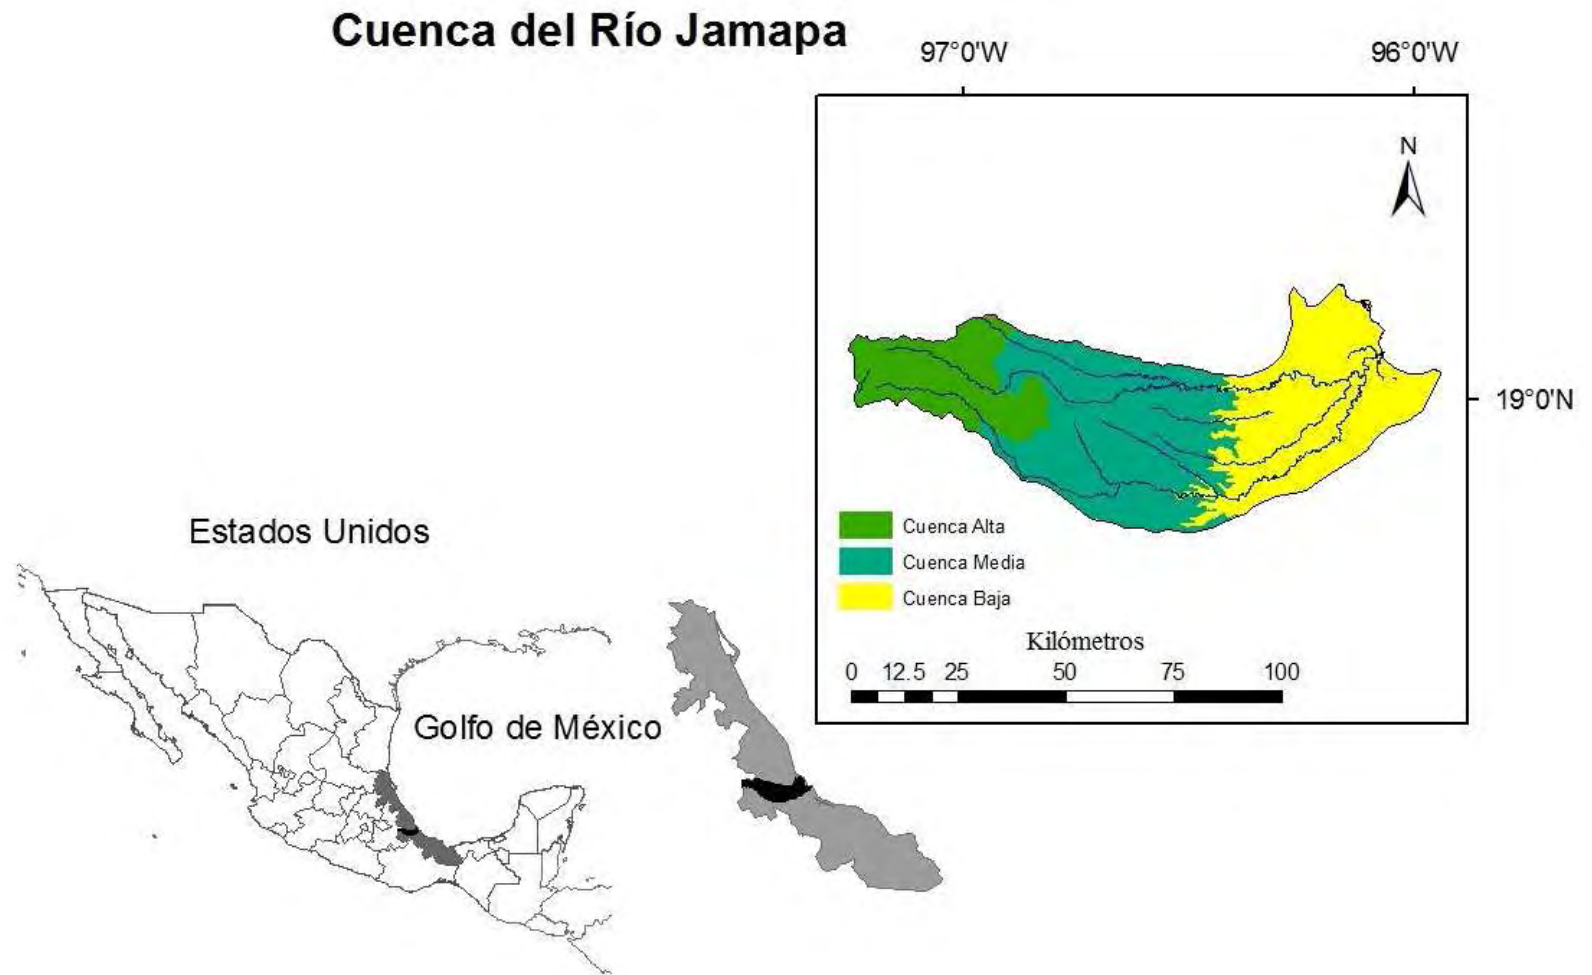 Cuenca del Río Jamapa
97°0'W 96°0'W
N
19°0'N
Cuenca Alta
Cuenca Media
Cuenca Baja
Kilómetros
0 12.5 25 50 75 100
Estados Unidos
Golfo de México